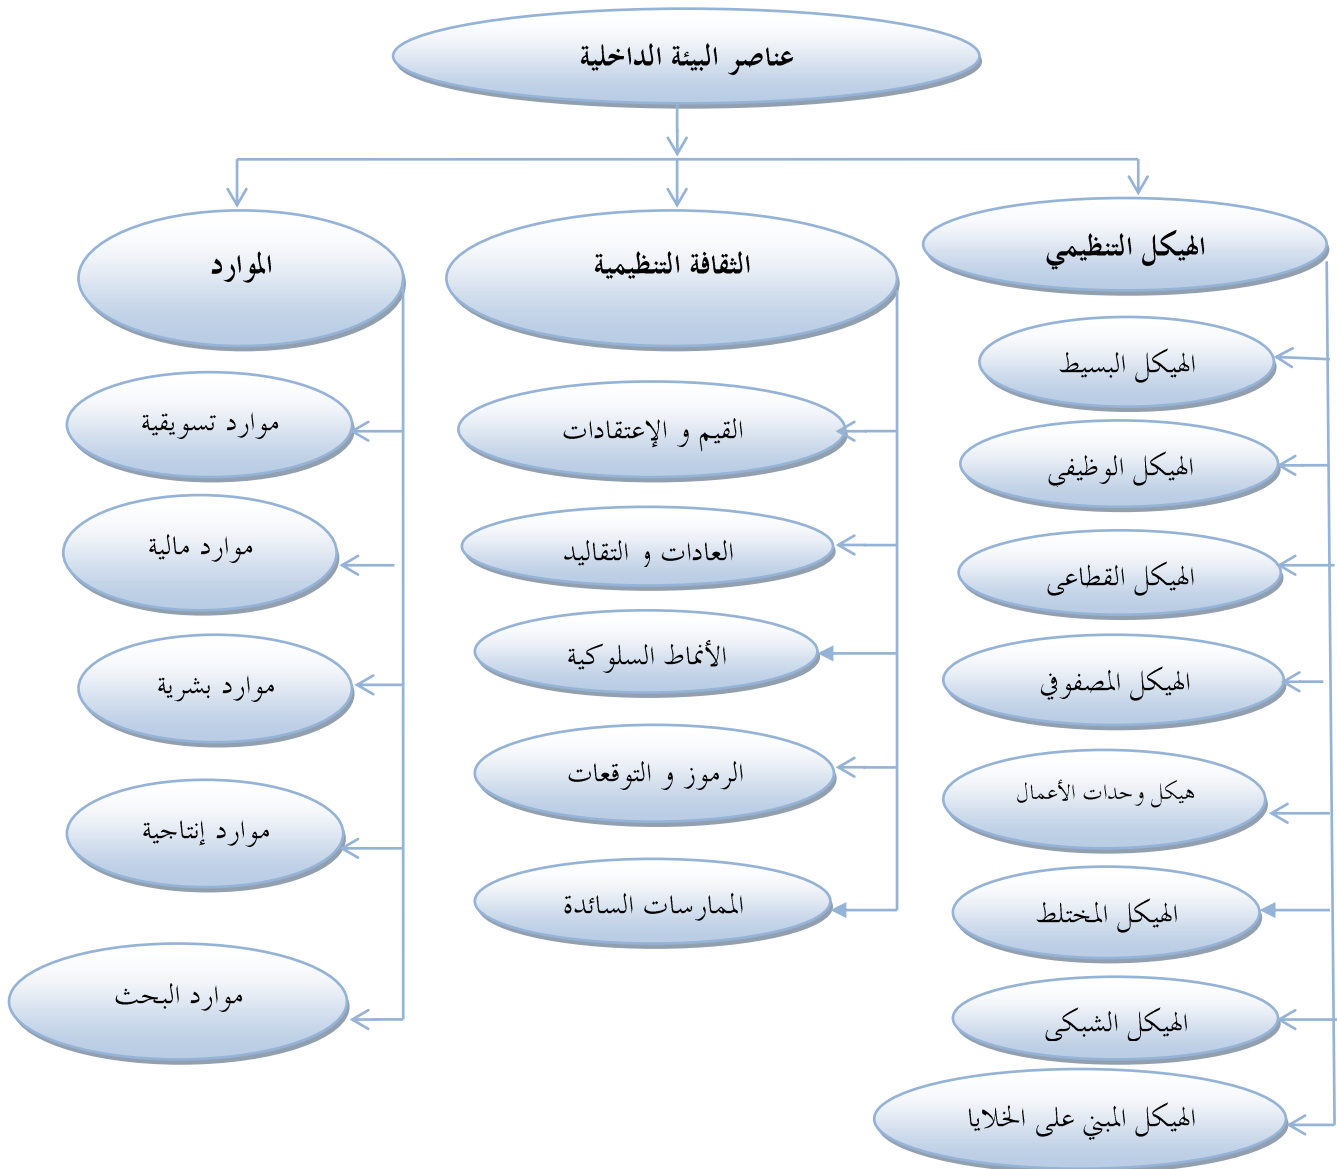 عناصر البيئة الداخلية
الهيكل التنظيمي
الهيكل البسيط
الهيكل الوظيفى
الهيكل القطاعى
الهيكل المصفوفي
هيكل وحدات الأعمال
الهيكل المختلط
الهيكل الشبكى
الهيكل المبني على الخلايا
الثقافة التنظيمية
القيم و الإعتقادات
العادات و التقاليد
الأنماط السلوكية
الرموز و التوقعات
الممارسات السائدة
الموارد
موارد تسويقية
موارد مالية
موارد بشرية
موارد إنتاجية
موارد البحث